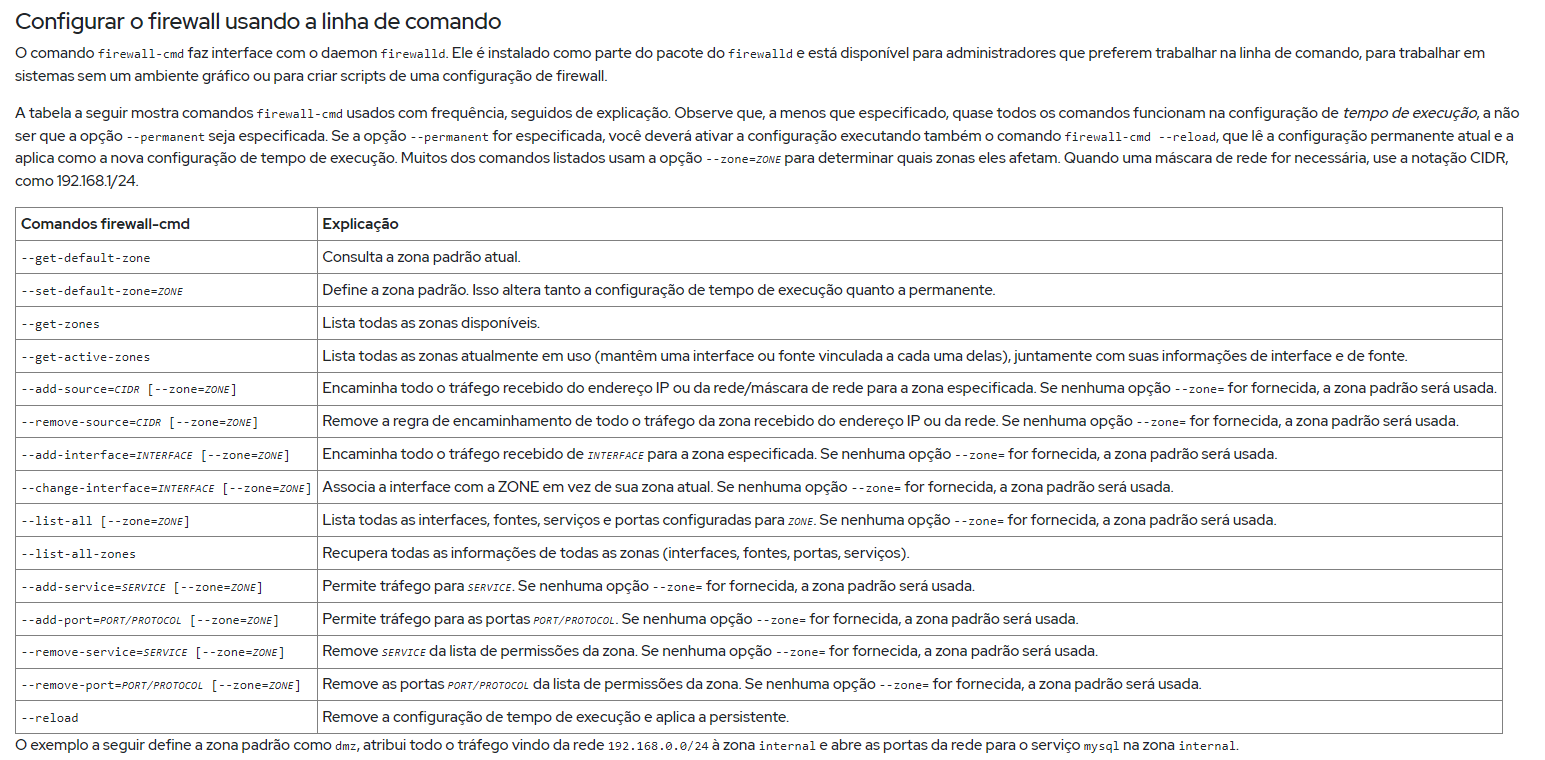 Configurar o firewall usando a linha de comando
O comando firewall-cmd faz interface com o daemon firewalld. Ele é instalado como parte do pacote do firewalld e está disponível para administradores que preferem trabalhar na linha de comando, para trabalhar em
sistemas sem um ambiente gráfico ou para criar scripts de uma configuração de firewall.
A tabela a seguir mostra comandos firewall-cmd usados com frequência, seguidos de explicação. Observe que, a menos que especificado, quase todos os comandos funcionam na configuração de tempo de execução, a não
ser que a opção --permanent seja especificada. Se a opção --permanent for especificada, você deverá ativar a configuração executando também o comando firewall-cmd --reload, que lê a configuração permanente atual e a
aplica como a nova configuração de tempo de execução. Muitos dos comandos listados usam a opção --zone=ZONE para determinar quais zonas eles afetam. Quando uma máscara de rede for necessária, use a notação CIDR,
como 192.168.1/24.
Comandos firewall-cmd Explicação
--get-default-zone Consulta a zona padrão atual.
--set-default-zone=ZONE Define a zona padrão. Isso altera tanto a configuração de tempo de execução quanto a permanente.
--get-zones Lista todas as zonas disponíveis.
--get-active-zones Lista todas as zonas atualmente em uso (mantêm uma interface ou fonte vinculada a cada uma delas), juntamente com suas informações de interface e de fonte.
--add-source=CIDR [--zone=ZONE] Encaminha todo o tráfego recebido do endereço IP ou da rede/máscara de rede para a zona especificada. Se nenhuma opção --zone= for fornecida, a zona padrão será usada.
--remove-source=CIDR [--zone=ZONE] Remove a regra de encaminhamento de todo o tráfego da zona recebido do endereço IP ou da rede. Se nenhuma opção --zone= for fornecida, a zona padrão será usada.
--add-interface=INTERFACE [--zone=ZONE] Encaminha todo o tráfego recebido de INTERFACE para a zona especificada. Se nenhuma opção --zone= for fornecida, a zona padrão será usada.
--change-interface=INTERFACE [--zone=ZONE] Associa a interface com a ZONE em vez de sua zona atual. Se nenhuma opção --zone= for fornecida, a zona padrão será usada.
--list-all [--zone=ZONE] Lista todas as interfaces, fontes, serviços e portas configuradas para ZONE. Se nenhuma opção --zone= for fornecida, a zona padrão será usada.
--list-all-zones Recupera todas as informações de todas as zonas (interfaces, fontes, portas, serviços).
--add-service=SERVICE [--zone=ZONE] Permite tráfego para SERVICE. Se nenhuma opção --zone= for fornecida, a zona padrão será usada.
--add-port=PORT/PROTOCOL [--zone=ZONE] Permite tráfego para as portas PORT/PROTOCOL. Se nenhuma opção --zone= for fornecida, a zona padrão será usada.
--remove-service=SERVICE [--zone=ZONE] Remove SERVICE da lista de permissões da zona. Se nenhuma opção --zone= for fornecida, a zona padrão será usada.
--remove-port=PORT/PROTOCOL [--zone=ZONE] Remove as portas PORT/PROTOCOL da lista de permissões da zona. Se nenhuma opção --zone= for fornecida, a zona padrão será usada.
--reload Remove a configuração de tempo de execução e aplica a persistente.
O exemplo a seguir define a zona padrão como dmz, atribui todo o tráfego vindo da rede 192.168.0.0/24 à zona internal e abre as portas da rede para o serviço mysql na zona internal.